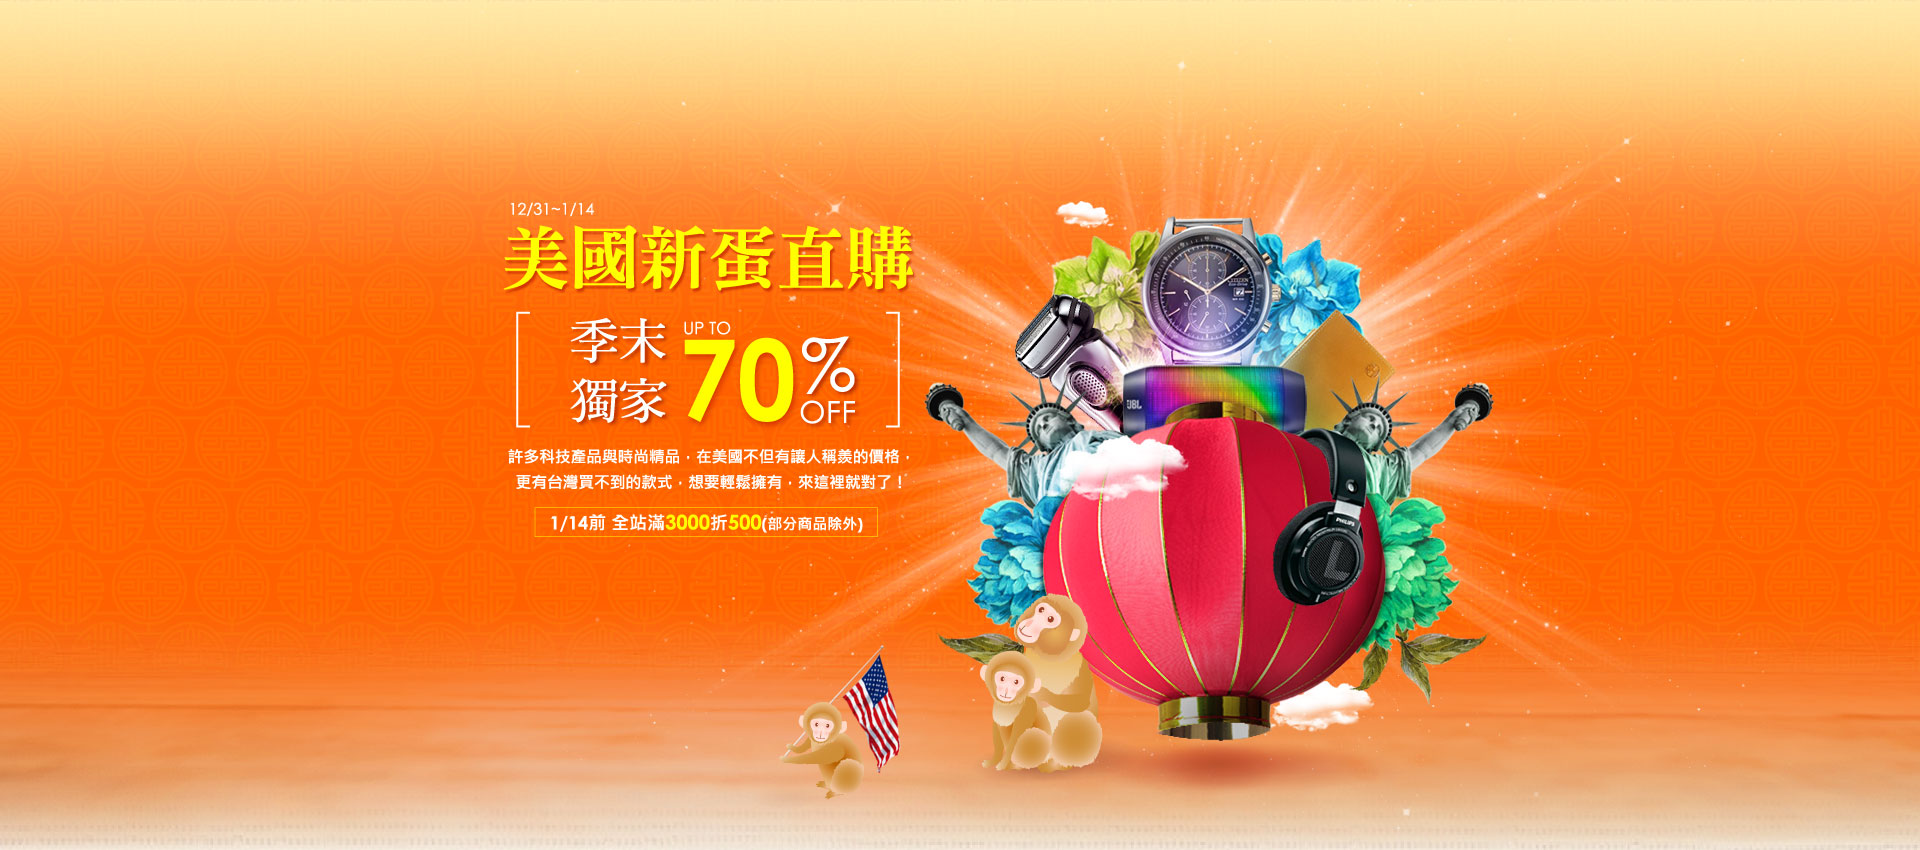 12/31~1/14
美國新蛋直購
季末
獨家
UP TO
70%
OFF
許多科技產品與時尚精品，在美國不但有讓人稱羨的價格，
更有台灣買不到的款式，想要輕鬆擁有，來這裡就對了！
1/14前 全站滿3000折500(部分商品除外)
CITIZEN
JBL
PHILIPS